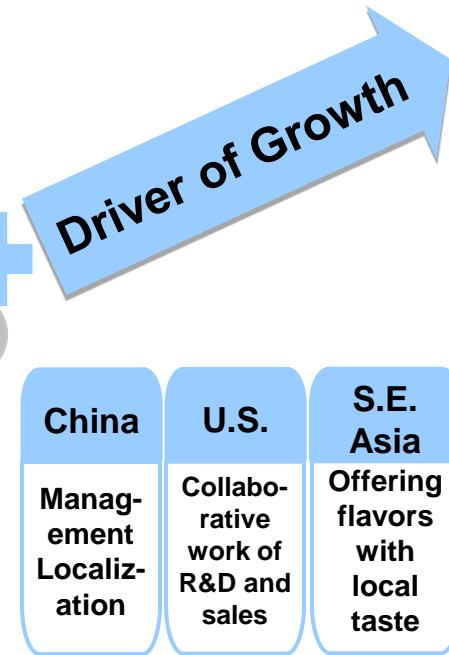 Driver of Growth
China
Manag-
ement
Localiz-
ation
U.S.
Collabo-
rative
work of
R&D and
sales
S.E.
Asia
Offering
flavors
with
local
taste